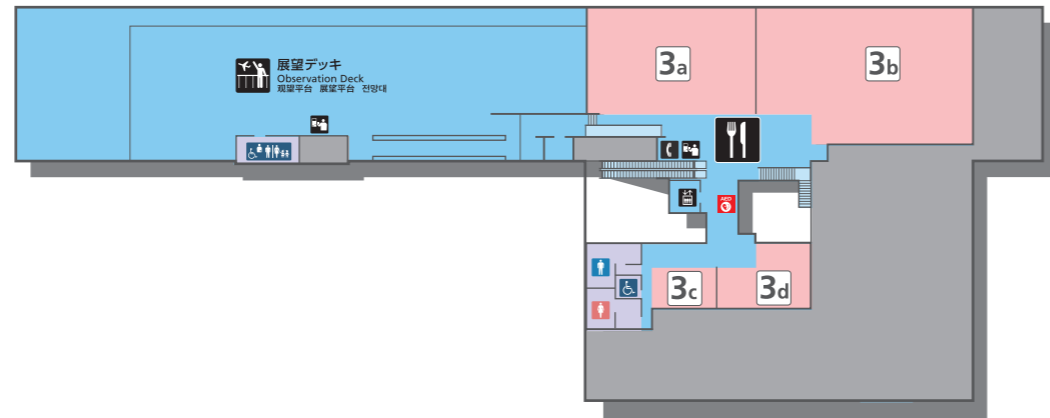 展望デッキ
Observation Deck
观望平台 展望平台 전망대
3a
3b
AED
3c
3d